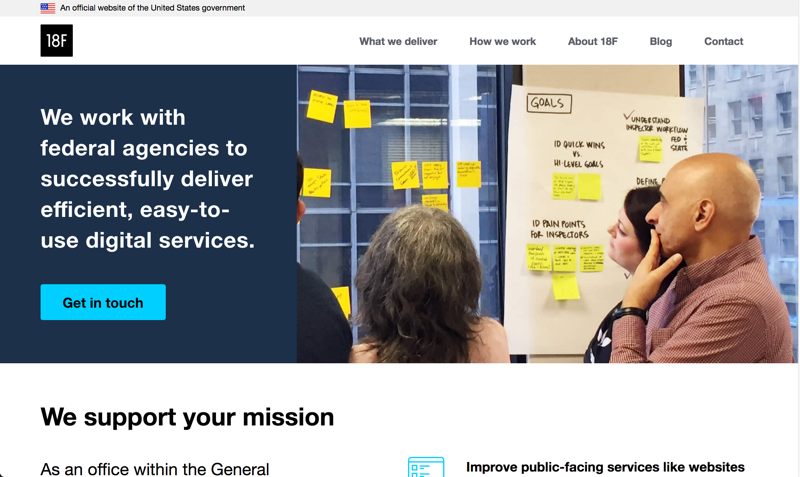 An official website of the United States government
18F
What we deliver
How we work
About 18F
Blog
Contact
We work with
federal agencies to
successfully deliver
efficient, easy-to-
use digital services.
Get in touch
GOALS
UNDERSTAND
INSPECTOR WORKFLOW
FED +
STATE
ID QUICK WINS
VS.
HI-LEVEL GOALS
DEFINE
ID PAIN POINTS
FOR INSPECTORS
We support your mission
As an office within the General
Improve public-facing services like websites